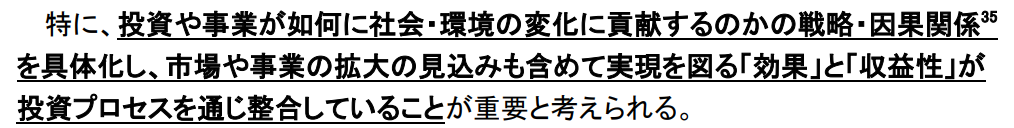 特に、投資や事業が如何に社会・環境の変化に貢献するのかの戦略・因果関係35
を具体化し、市場や事業の拡大の見込みも含めて実現を図る「効果」と「収益性」が
投資プロセスを通じ整合していることが重要と考えられる。